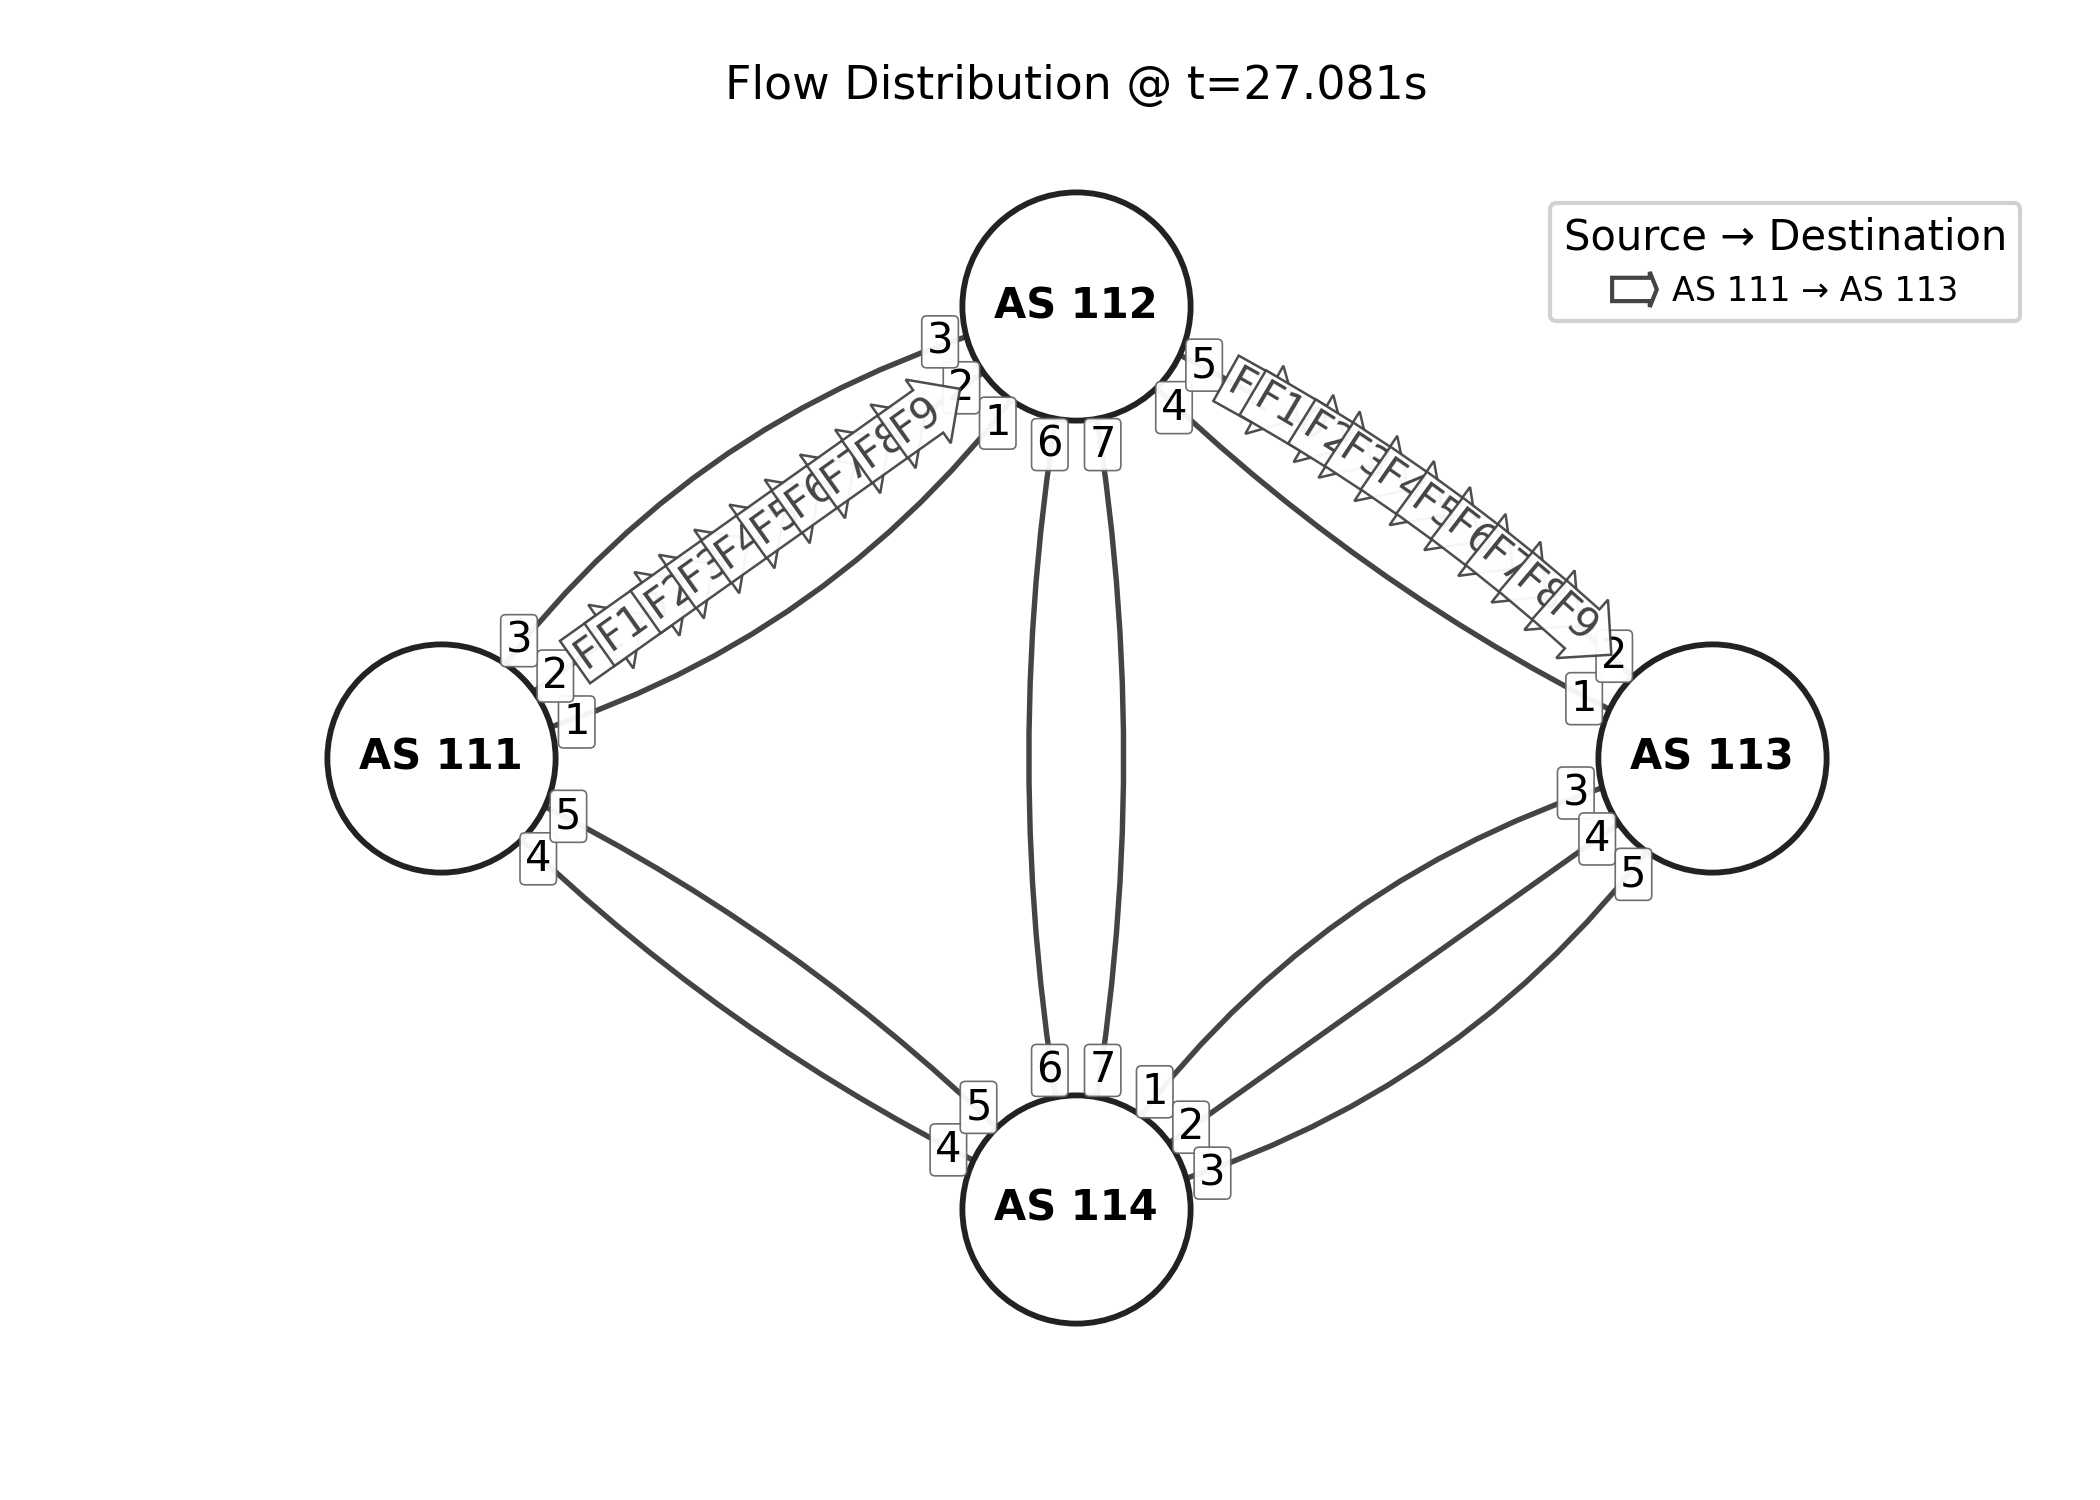 Flow Distribution @ t=27.081s
Source → Destination
AS 111 → AS 113
AS 112
3
2
1
6
7
4
5
F1
F2
F3
F4
F5
F6
F7
F8
F9
F1
F2
F3
F4
F5
F6
F7
F8
F9
3
2
1
AS 111
5
4
2
1
AS 113
3
4
5
6
7
5
4
1
2
3
AS 114